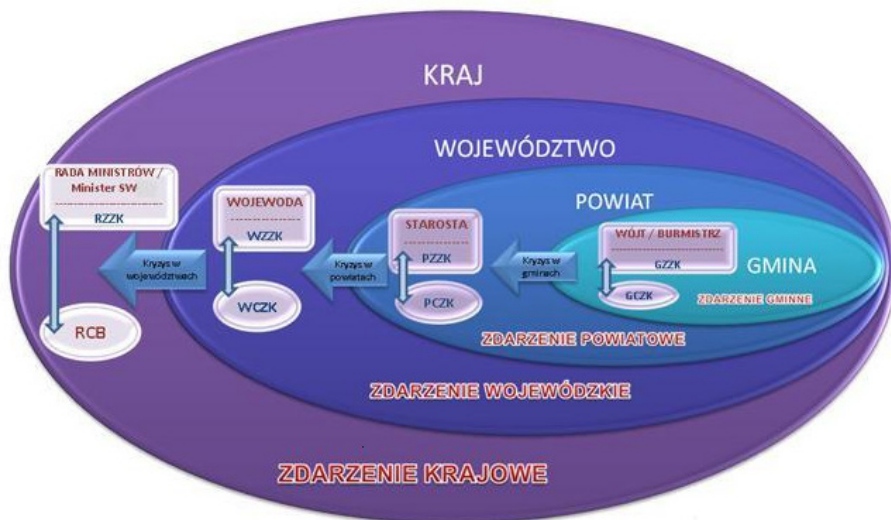 KRAJ
WOJEWÓDZTWO
POWIAT
GMINA
RADA MINISTRÓW /
Minister SW
RZZK
RCB
Kryzys w
województwach
WOJEWODA
WZZK
WCZK
Kryzys w
powiatach
STAROSTA
PZZK
PCZK
Kryzys w
gminach
WÓJT / BURMISTRZ
GZZK
GCZK
ZDARZENIE GMINNE
ZDARZENIE POWIATOWE
ZDARZENIE WOJEWÓDZKIE
ZDARZENIE KRAJOWE